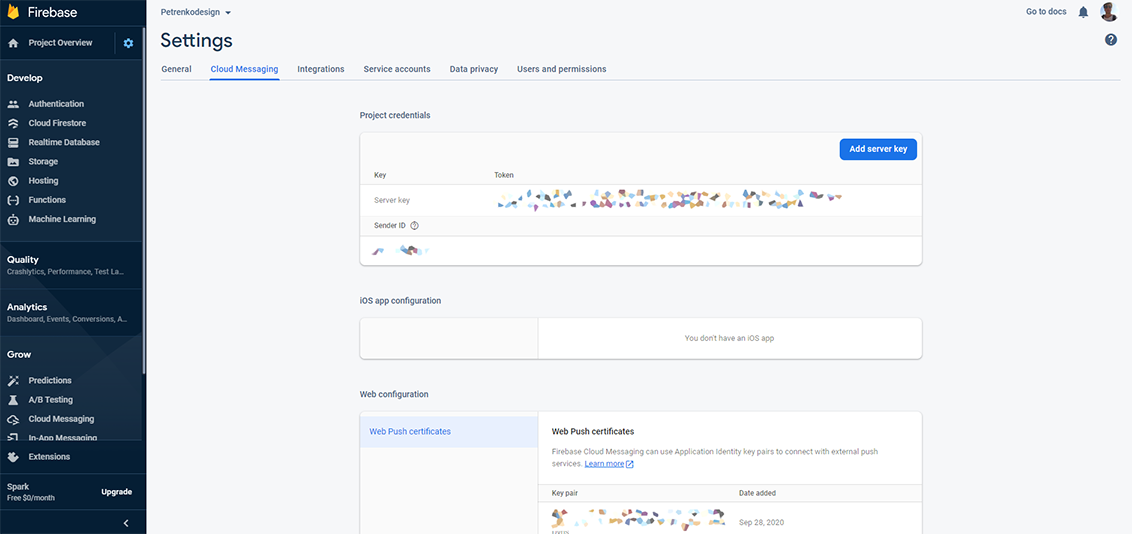 Firebase
Petrenkodesign
Go to docs
Project Overview
Settings
General Cloud Messaging Integrations Service accounts Data privacy Users and permissions
Develop
Authentication
Cloud Firestore
Realtime Database
Storage
Hosting
Functions
Machine Learning
Quality
Crashlytics, Performance, Test La...
Analytics
Dashboard, Events, Conversions, A...
Grow
Predictions
A/B Testing
Cloud Messaging
In-App Messaging
Extensions
Spark
Free $0/month
Upgrade
Project credentials
Add server key
Key Token
Server key
Sender ID
iOS app configuration
You don't have an iOS app
Web configuration
Web Push certificates
Web Push certificates
Firebase Cloud Messaging can use Application Identity key pairs to connect with external push
services. Learn more
Key pair Date added
Sep 28, 2020